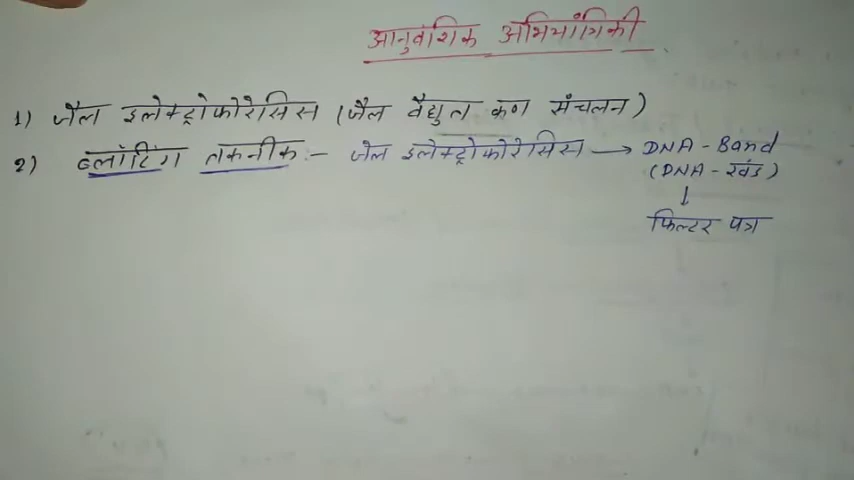 आनुवंशिक अभियांत्रिकी
1) जैल इलेक्ट्रोफोरेसिस (जैल वैद्युत कण संचलन)
2) ब्लॉटिंग तकनीक :- जेल इलेक्ट्रोफोरेसिस → DNA - Band
(DNA - खंड)
↓
फिल्टर पत्र